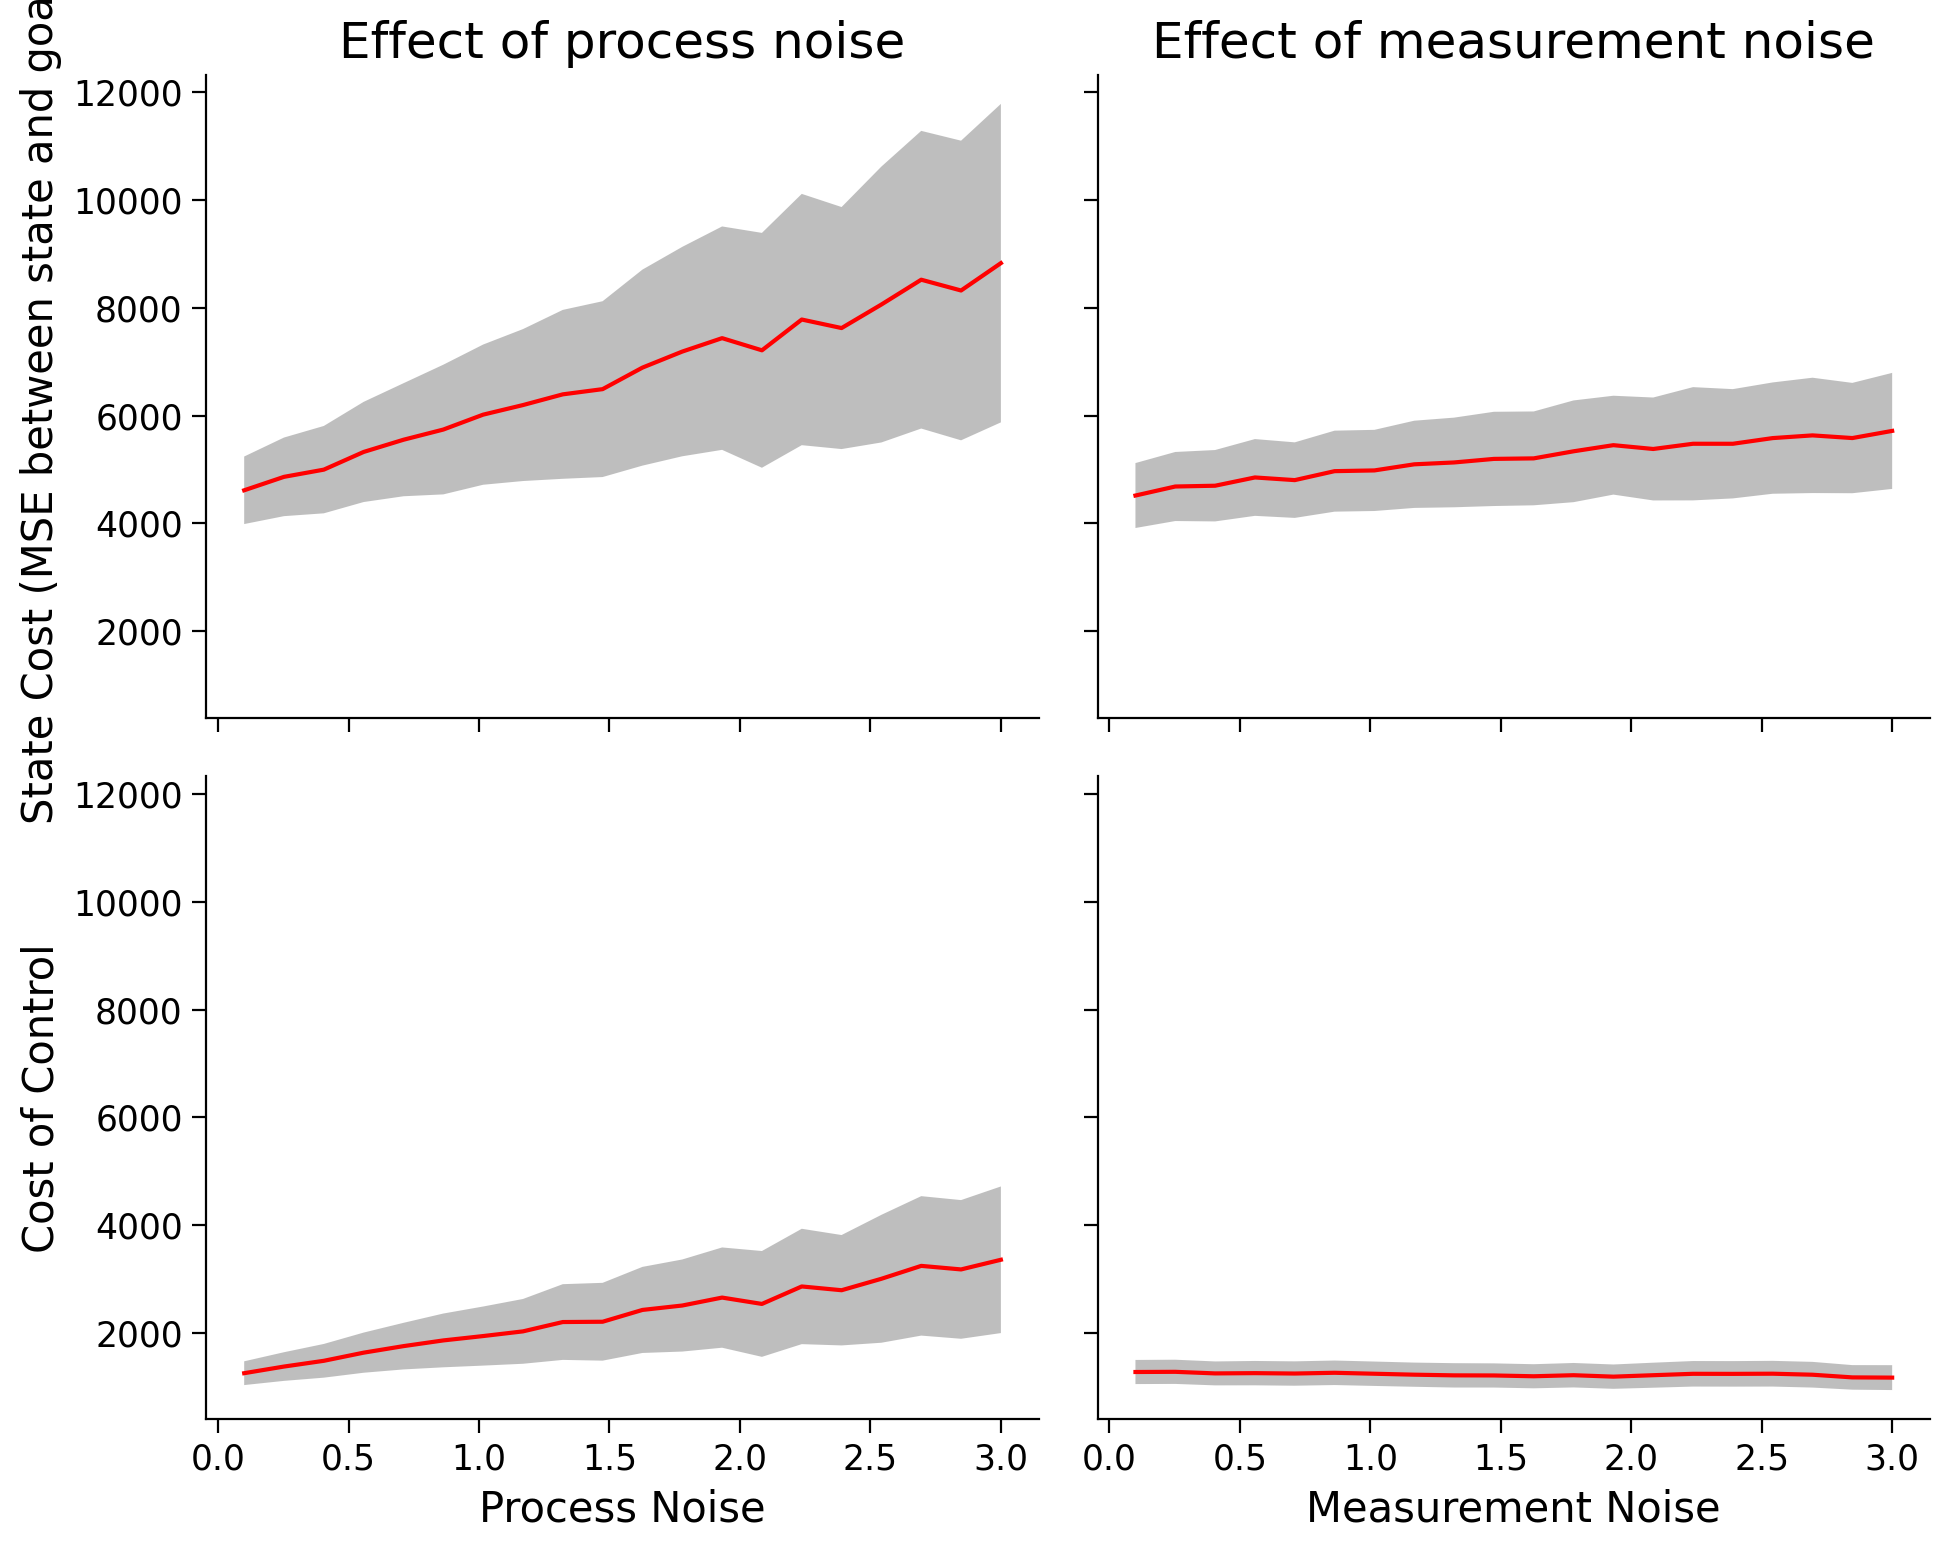 Effect of process noise
Effect of measurement noise
State Cost (MSE between state and goa
12000
10000
8000
6000
4000
2000
Cost of Control
12000
10000
8000
6000
4000
2000
0.0 0.5 1.0 1.5 2.0 2.5 3.0
0.0 0.5 1.0 1.5 2.0 2.5 3.0
Process Noise
Measurement Noise